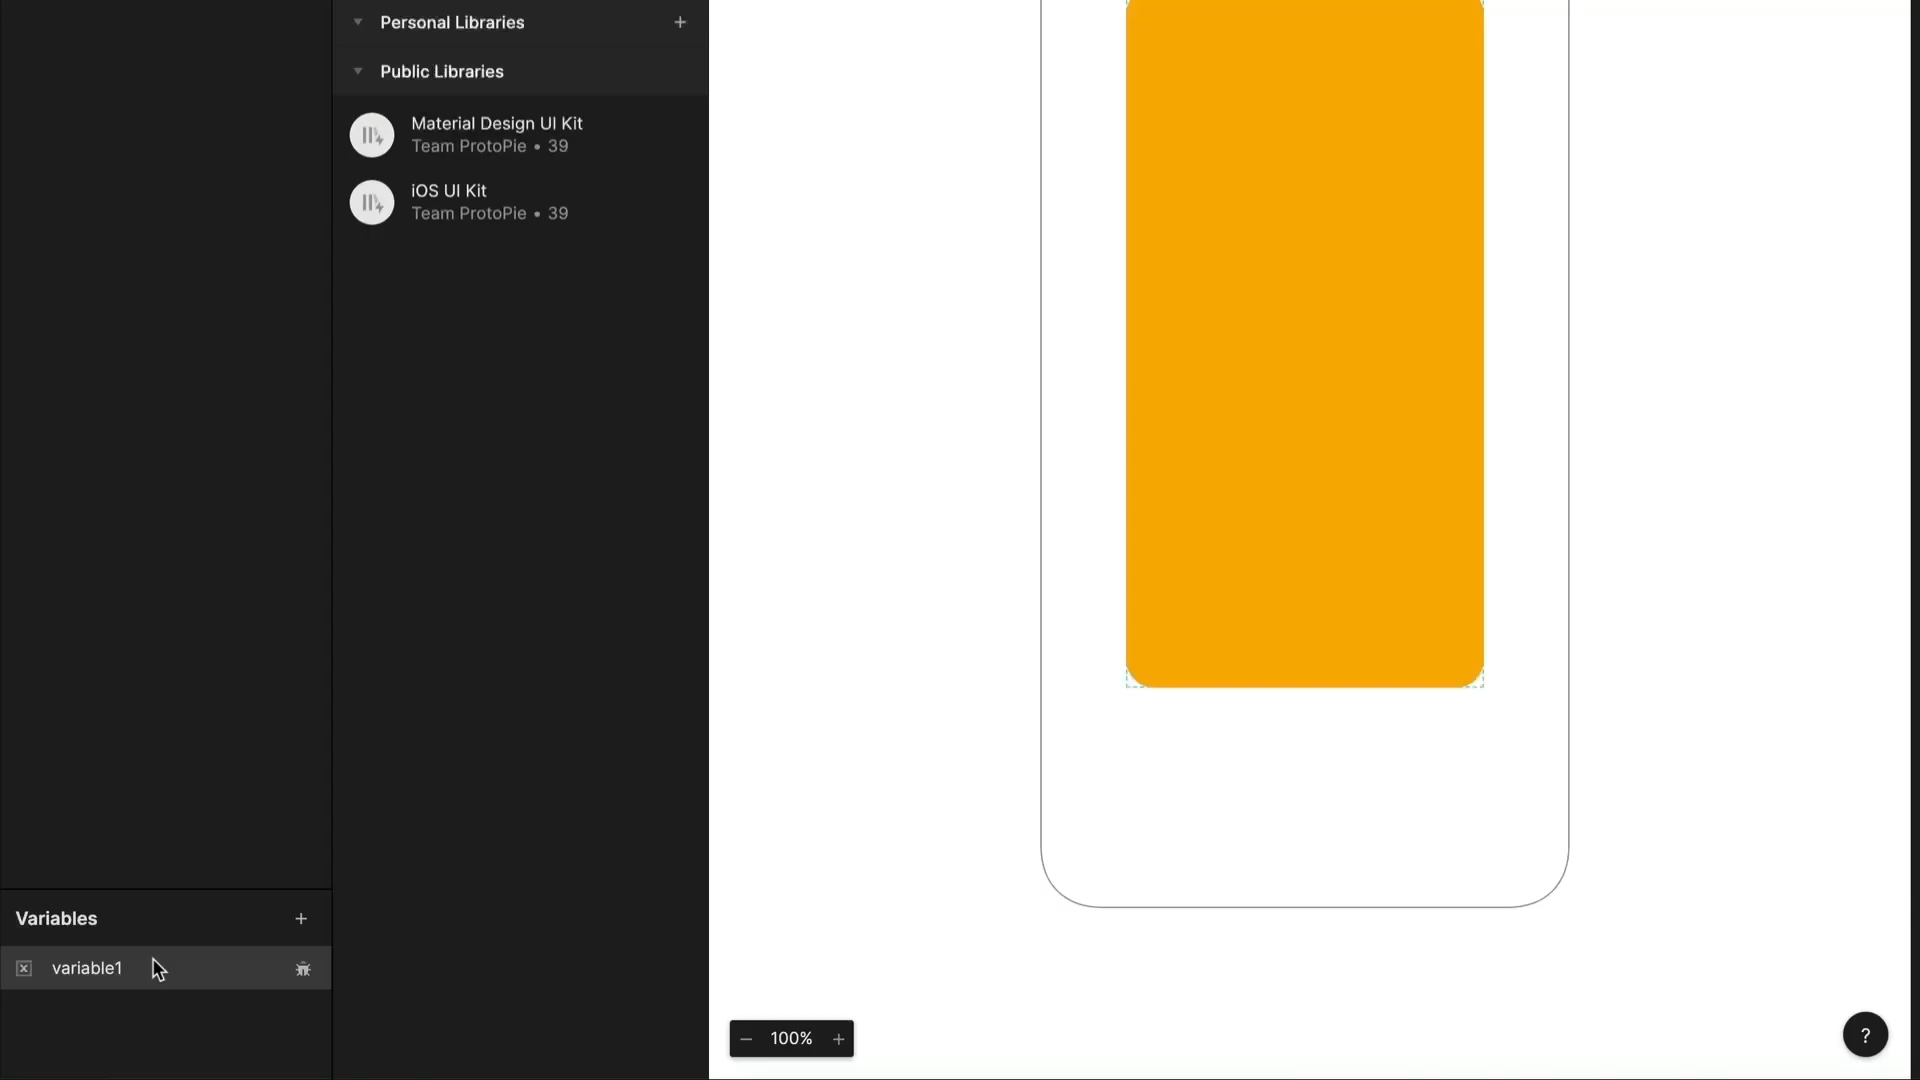 Personal Libraries
Public Libraries
Material Design UI Kit
Team ProtoPie • 39
iOS UI Kit
Team ProtoPie • 39
Variables
variable1
100%
?